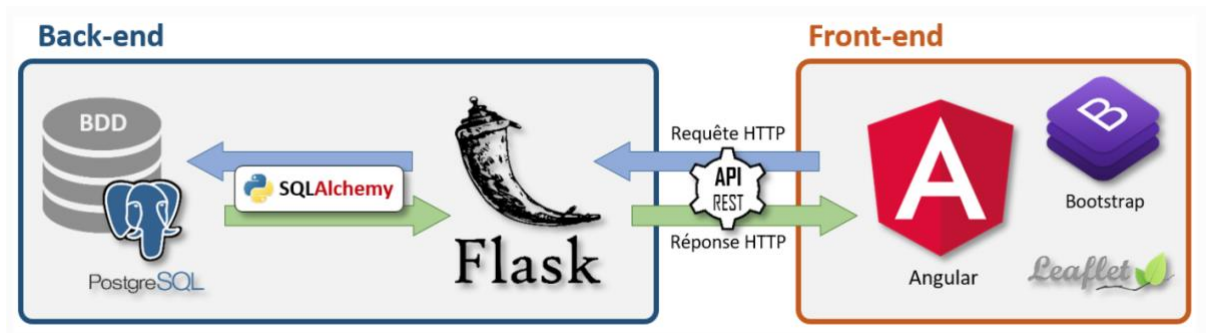 Back-end
Front-end
BDD
PostgreSQL
SQLAlchemy
Flask
Requête HTTP
API
REST
Réponse HTTP
Angular
Bootstrap
Leaflet
A
B